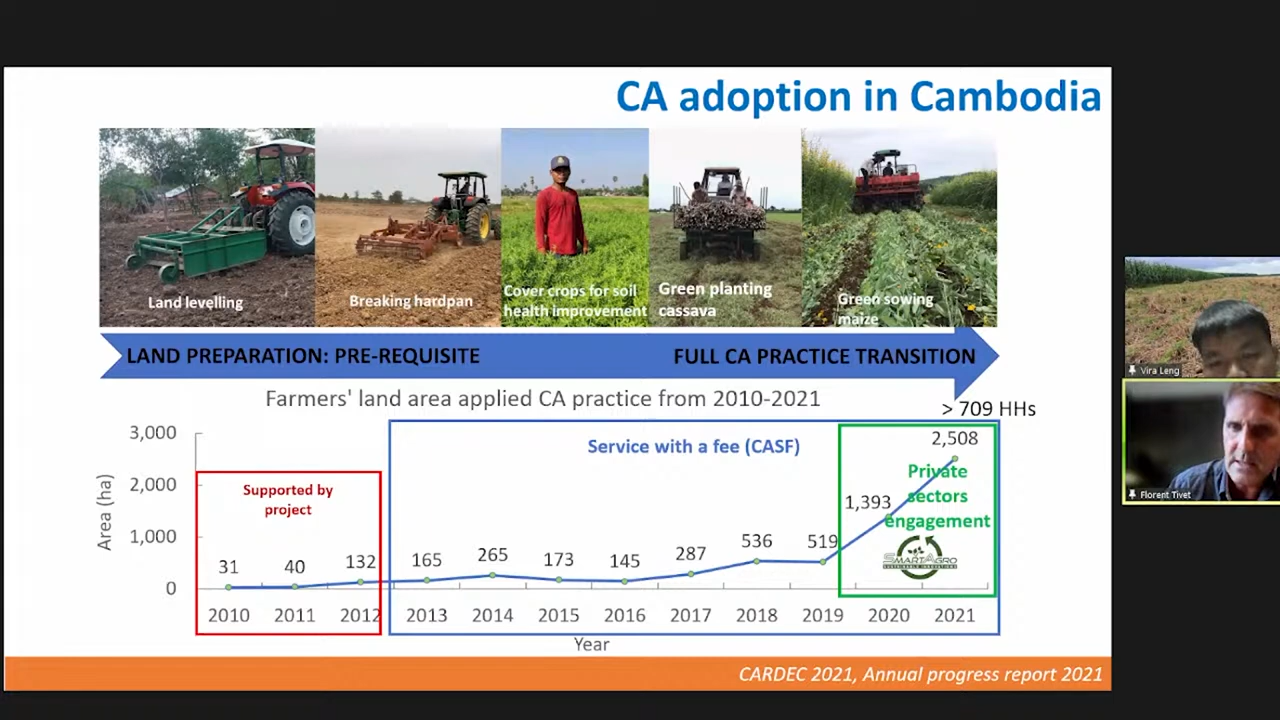 CA adoption in Cambodia
Land levelling
Breaking hardpan
Cover crops for soil
health improvement
Green planting
cassava
Green sowing
maize
LAND PREPARATION: PRE-REQUISITE
FULL CA PRACTICE TRANSITION
Farmers' land area applied CA practice from 2010-2021
> 709 HHs
3,000
2,000
1,000
0
Area (ha)
Supported by
project
Service with a fee (CASF)
Private
sectors
engagement
SMARTAGRO
SUSTAINABLE INNOVATIONS
31
40
132
165
265
173
145
287
536
519
1,393
2,508
2010
2011
2012
2013
2014
2015
2016
2017
2018
2019
2020
2021
Year
CARDEC 2021, Annual progress report 2021
Vira Leng
Florent Tivet